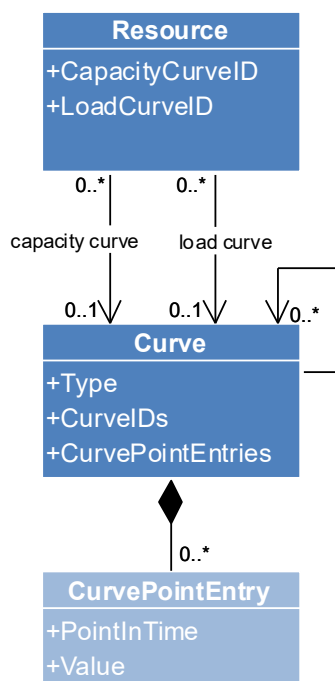 Resource
+CapacityCurveID
+LoadCurveID
0..* 0..*
capacity curve load curve
0..1 0..1 0..*
Curve
+Type
+CurveIDs
+CurvePointEntries
0..*
CurvePointEntry
+PointInTime
+Value